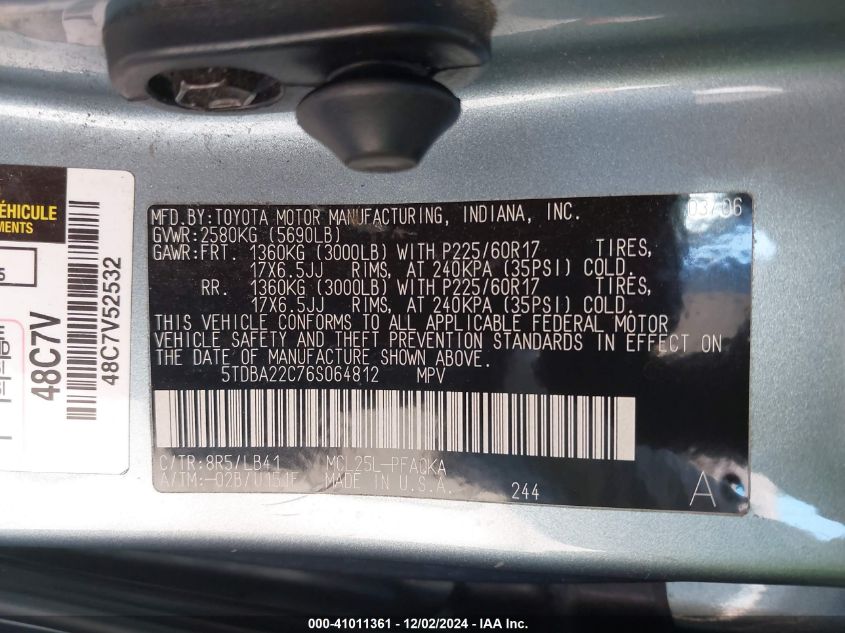 ÉHICULE
EMENTS
5
48C7V
48C7V52532
MFD.BY:TOYOTA MOTOR MANUFACTURING, INDIANA, INC. 03/06
GVWR:2580KG (5690LB)
GAWR:FRT. 1360KG (3000LB) WITH P225/60R17 TIRES,
17X6.5JJ RIMS, AT 240KPA (35PSI) COLD.
RR. 1360KG (3000LB) WITH P225/60R17 TIRES,
17X6.5JJ RIMS, AT 240KPA (35PSI) COLD.
THIS VEHICLE CONFORMS TO ALL APPLICABLE FEDERAL MOTOR
VEHICLE SAFETY AND THEFT PREVENTION STANDARDS IN EFFECT ON
THE DATE OF MANUFACTURE SHOWN ABOVE.
5TDBA22C76S064812 MPV
C/TR:8R5/LB41 MCL25L-PFAQKA
A/TM:-02B/U151F MADE IN U.S.A.
244 A
000-41011361 - 12/02/2024 - IAA Inc.